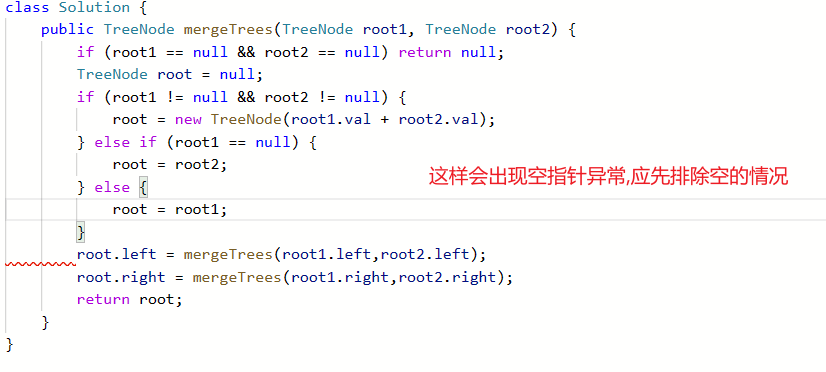 class Solution {
    public TreeNode mergeTrees(TreeNode root1, TreeNode root2) {
        if (root1 == null && root2 == null) return null;
        TreeNode root = null;
        if (root1 != null && root2 != null) {
            root = new TreeNode(root1.val + root2.val);
        } else if (root1 == null) {
            root = root2;
        } else {
这样会出现空指针异常,应先排除空的情况
            root = root1;
        }
        root.left = mergeTrees(root1.left,root2.left);
        root.right = mergeTrees(root1.right,root2.right);
        return root;
    }
}